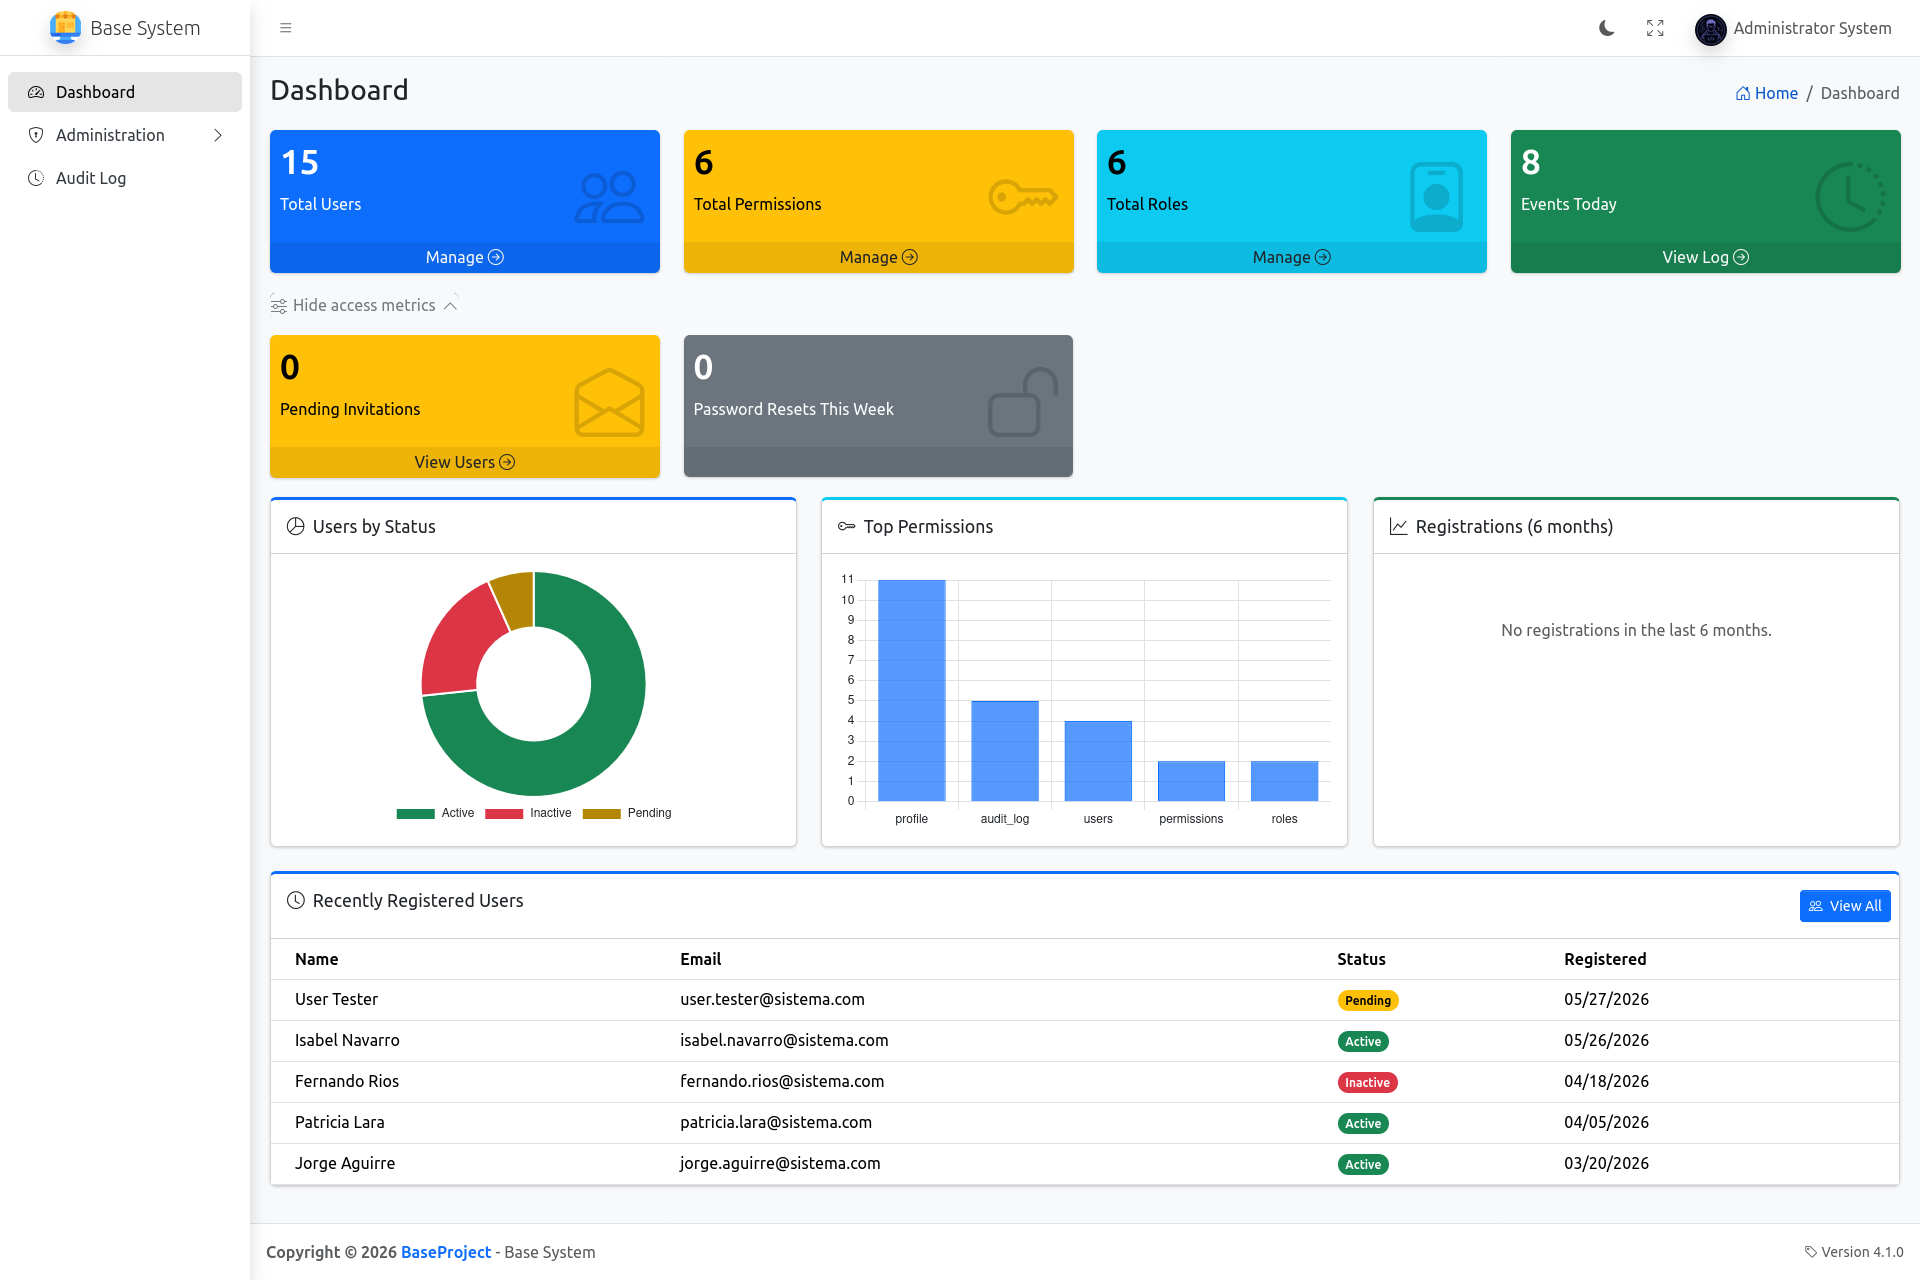 Base System
Administrator System
Dashboard
Administration
Audit Log
Dashboard
Home / Dashboard
15
Total Users
Manage
6
Total Permissions
Manage
6
Total Roles
Manage
8
Events Today
View Log
Hide access metrics
0
Pending Invitations
View Users
0
Password Resets This Week
Users by Status
Active Inactive Pending
Top Permissions
11
10
9
8
7
6
5
4
3
2
1
0
profile audit_log users permissions roles
Registrations (6 months)
No registrations in the last 6 months.
Recently Registered Users
View All
Name Email Status Registered
User Tester user.tester@sistema.com Pending 05/27/2026
Isabel Navarro isabel.navarro@sistema.com Active 05/26/2026
Fernando Rios fernando.rios@sistema.com Inactive 04/18/2026
Patricia Lara patricia.lara@sistema.com Active 04/05/2026
Jorge Aguirre jorge.aguirre@sistema.com Active 03/20/2026
Copyright © 2026 BaseProject - Base System
Version 4.1.0